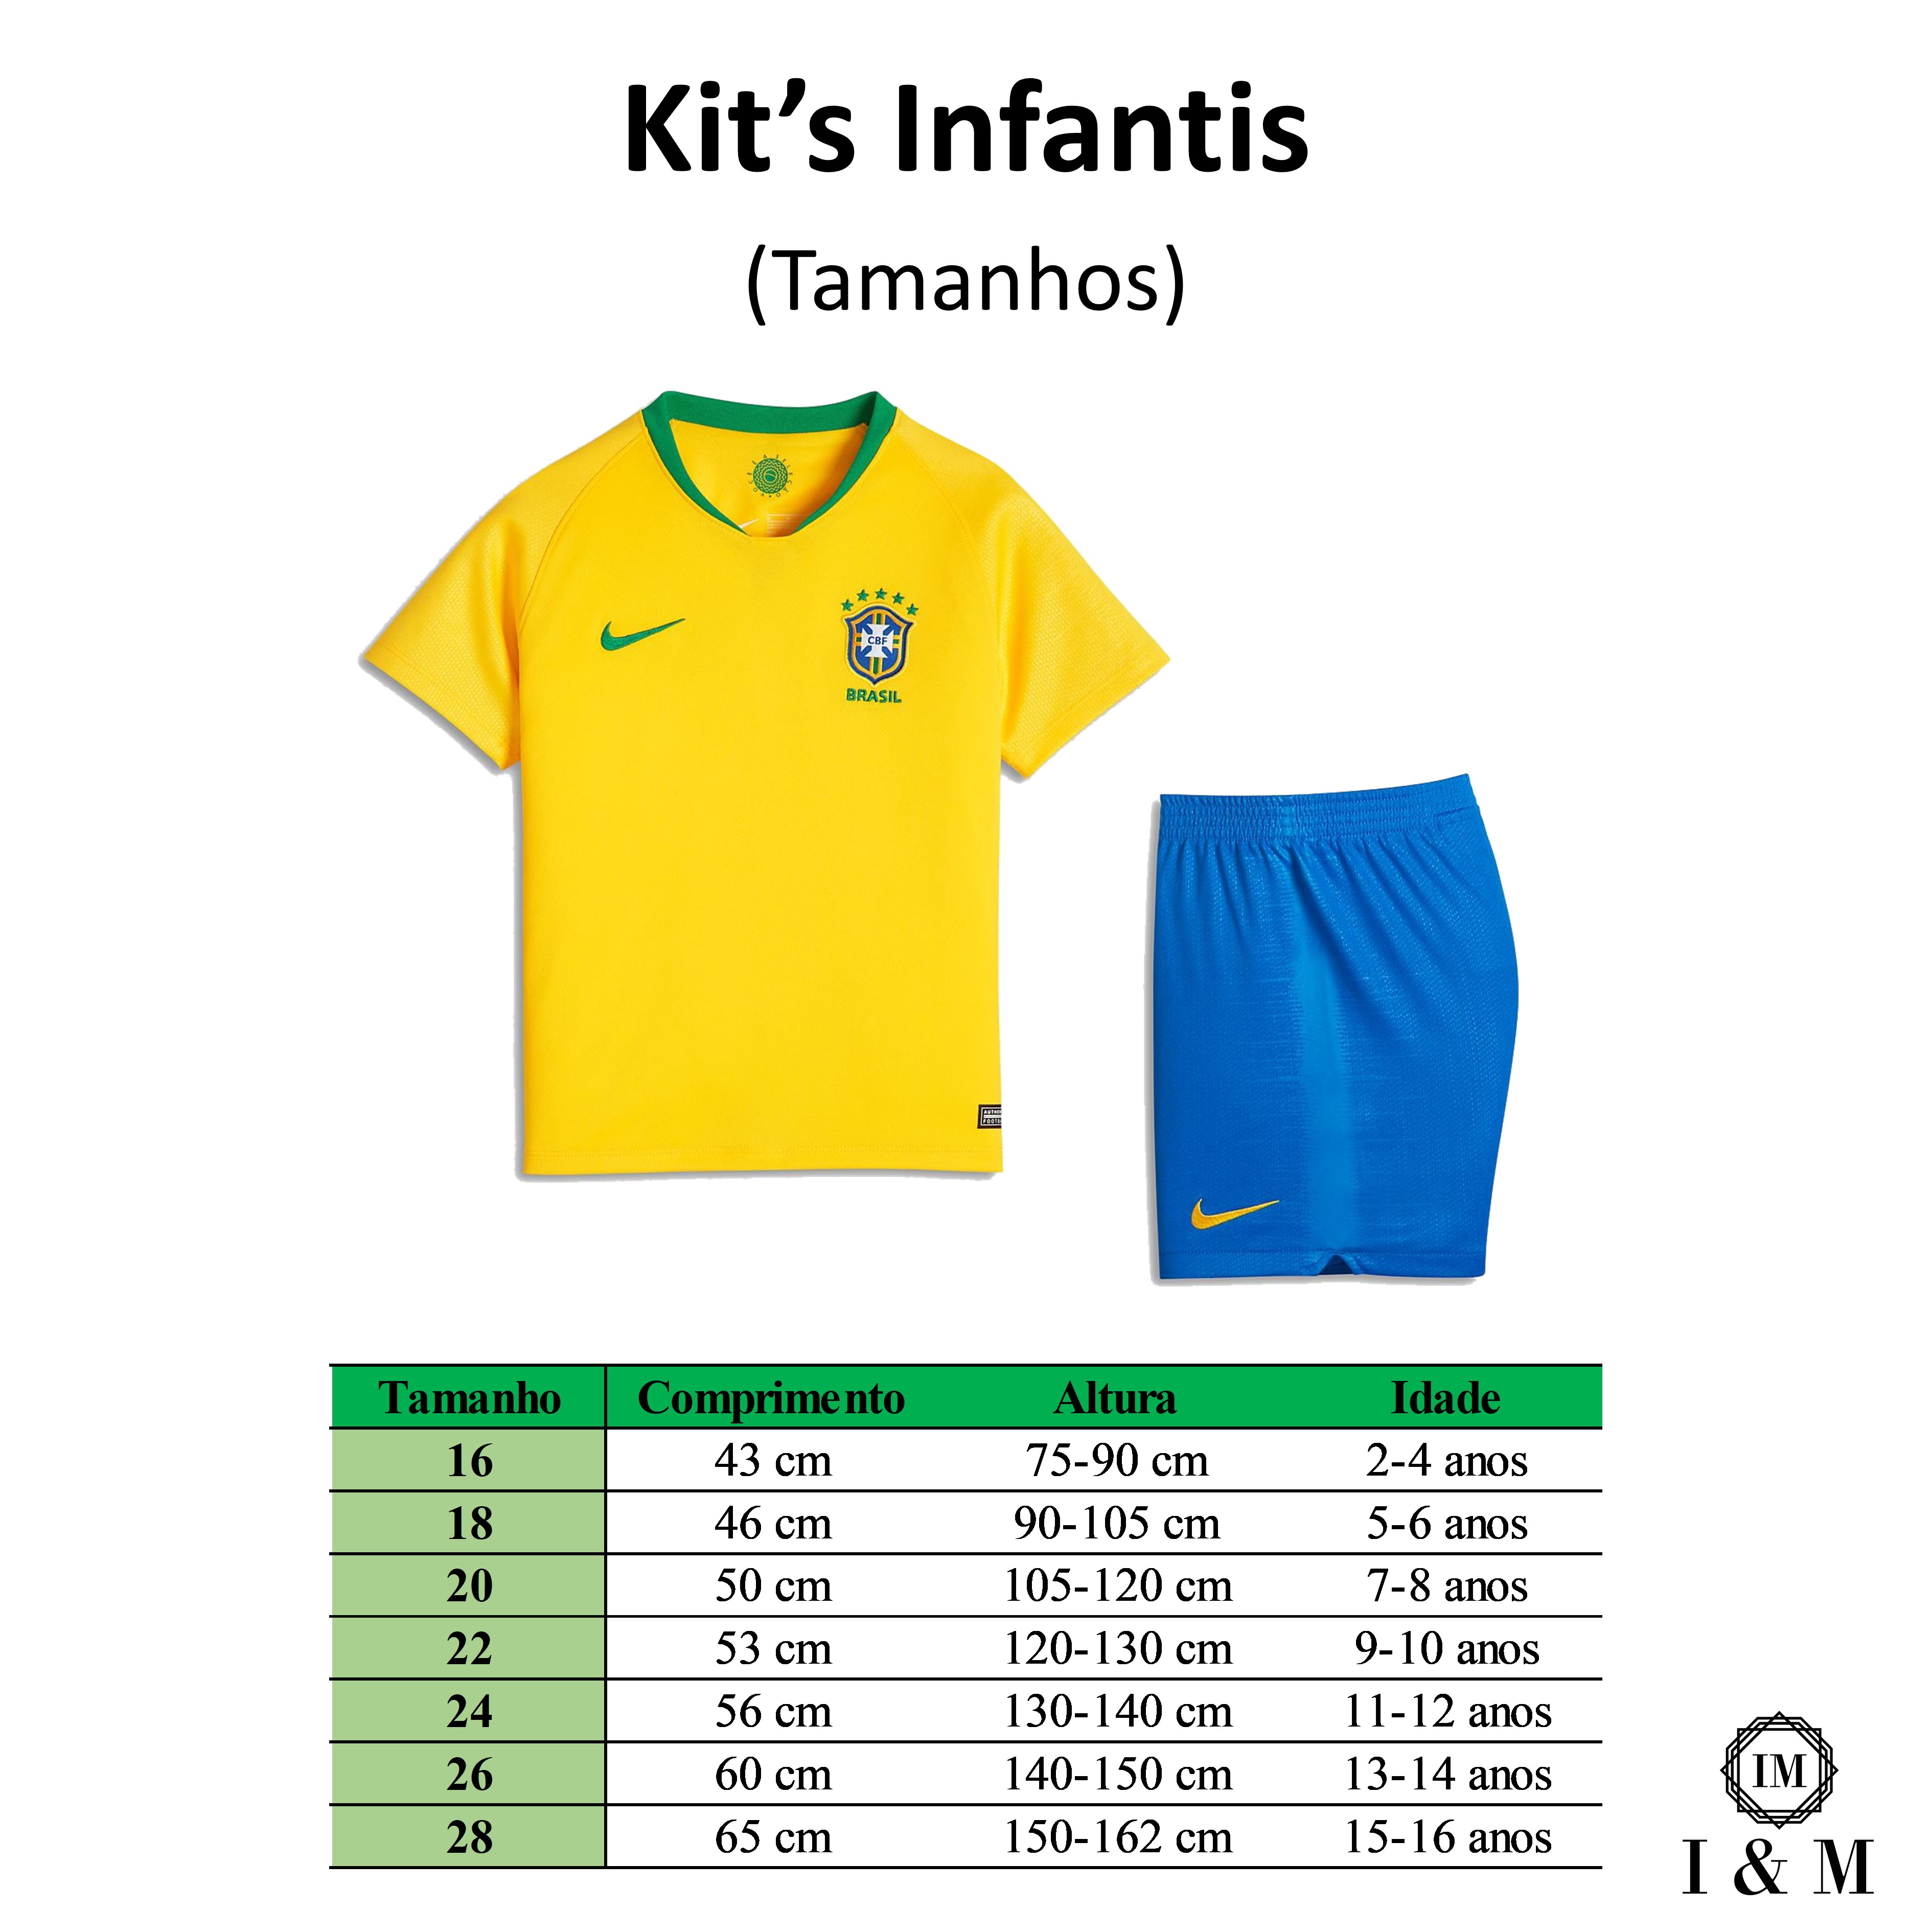 Kit’s Infantis
(Tamanhos)
CBF
BRASIL
Tamanho Comprimento Altura Idade
16 43 cm 75-90 cm 2-4 anos
18 46 cm 90-105 cm 5-6 anos
20 50 cm 105-120 cm 7-8 anos
22 53 cm 120-130 cm 9-10 anos
24 56 cm 130-140 cm 11-12 anos
26 60 cm 140-150 cm 13-14 anos
28 65 cm 150-162 cm 15-16 anos
IM
I & M